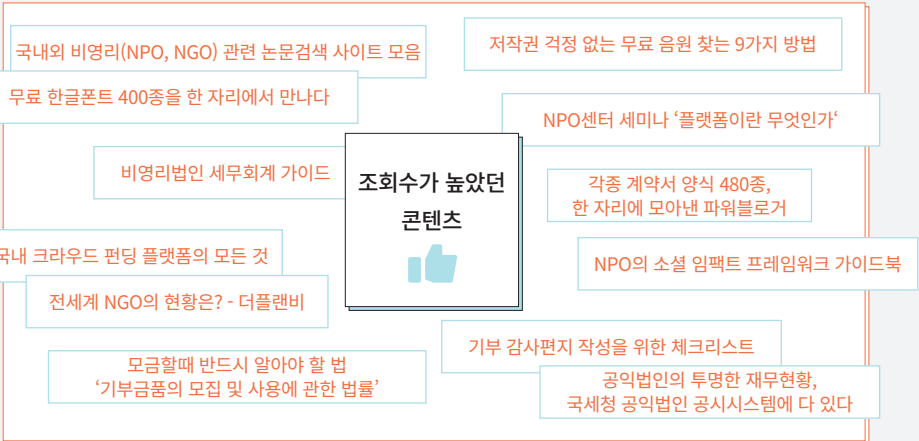 국내외 비영리(NPO, NGO) 관련 논문검색 사이트 모음
저작권 걱정 없는 무료 음원 찾는 9가지 방법
무료 한글폰트 400종을 한 자리에서 만나다
NPO센터 세미나 ‘플랫폼이란 무엇인가‘
비영리법인 세무회계 가이드
조회수가 높았던
콘텐츠
각종 계약서 양식 480종,
한 자리에 모아낸 파워블로거
국내 크라우드 펀딩 플랫폼의 모든 것
NPO의 소셜 임팩트 프레임워크 가이드북
전세계 NGO의 현황은? - 더플랜비
기부 감사편지 작성을 위한 체크리스트
모금할때 반드시 알아야 할 법
‘기부금품의 모집 및 사용에 관한 법률’
공익법인의 투명한 재무현황,
국세청 공익법인 공시시스템에 다 있다